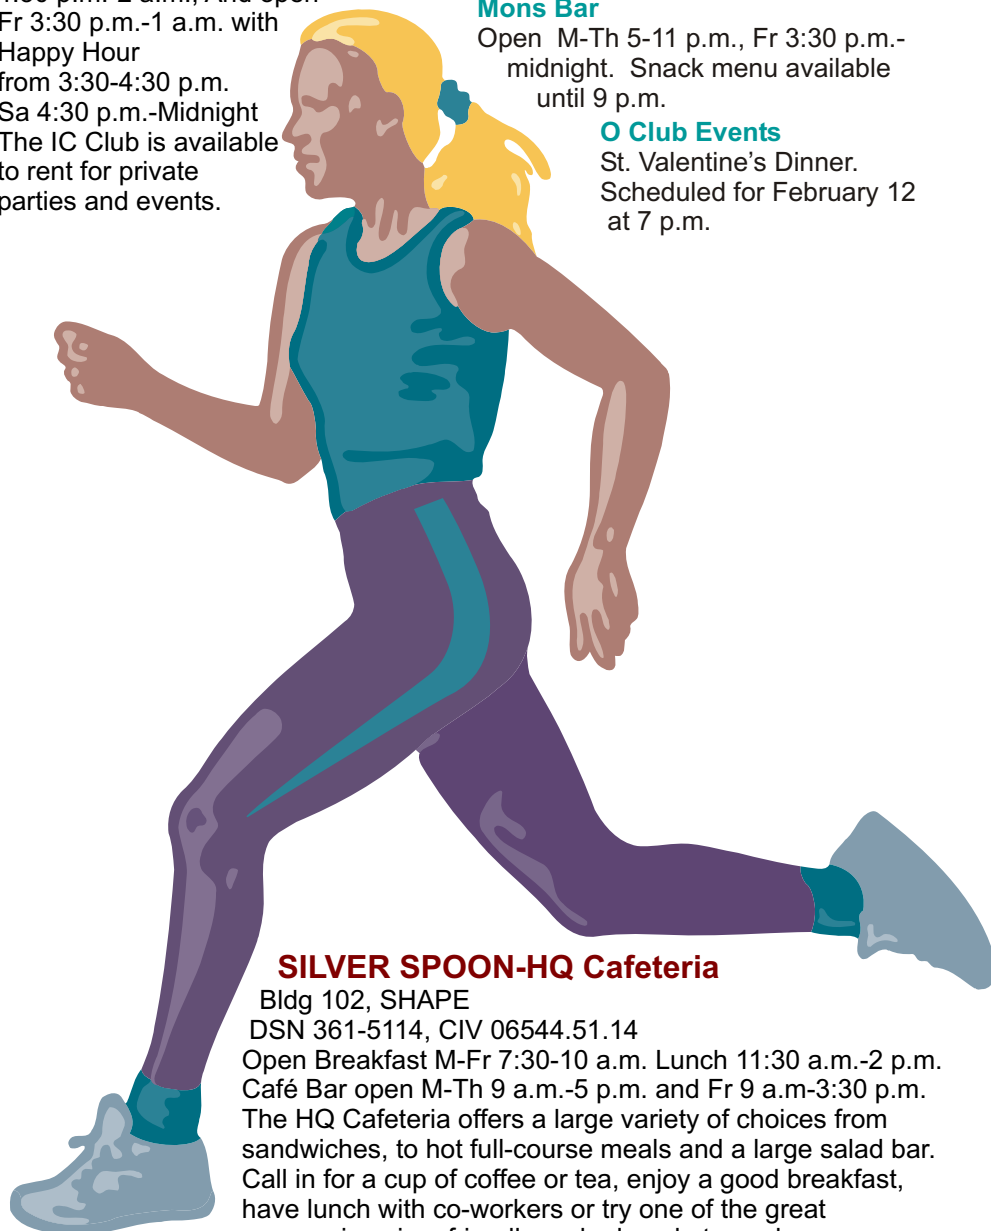 p.m.-2 a.m., And open
Fr 3:30 p.m.-1 a.m. with
Happy Hour
from 3:30-4:30 p.m.
Sa 4:30 p.m.-Midnight
The IC Club is available
to rent for private
parties and events.
Mons Bar
Open M-Th 5-11 p.m., Fr 3:30 p.m.-
midnight. Snack menu available
until 9 p.m.
O Club Events
St. Valentine’s Dinner.
Scheduled for February 12
at 7 p.m.
SILVER SPOON-HQ Cafeteria
Bldg 102, SHAPE
DSN 361-5114, CIV 06544.51.14
Open Breakfast M-Fr 7:30-10 a.m. Lunch 11:30 a.m.-2 p.m.
Café Bar open M-Th 9 a.m.-5 p.m. and Fr 9 a.m-3:30 p.m.
The HQ Cafeteria offers a large variety of choices from
sandwiches, to hot full-course meals and a large salad bar.
Call in for a cup of coffee or tea, enjoy a good breakfast,
have lunch with co-workers or try one of the great